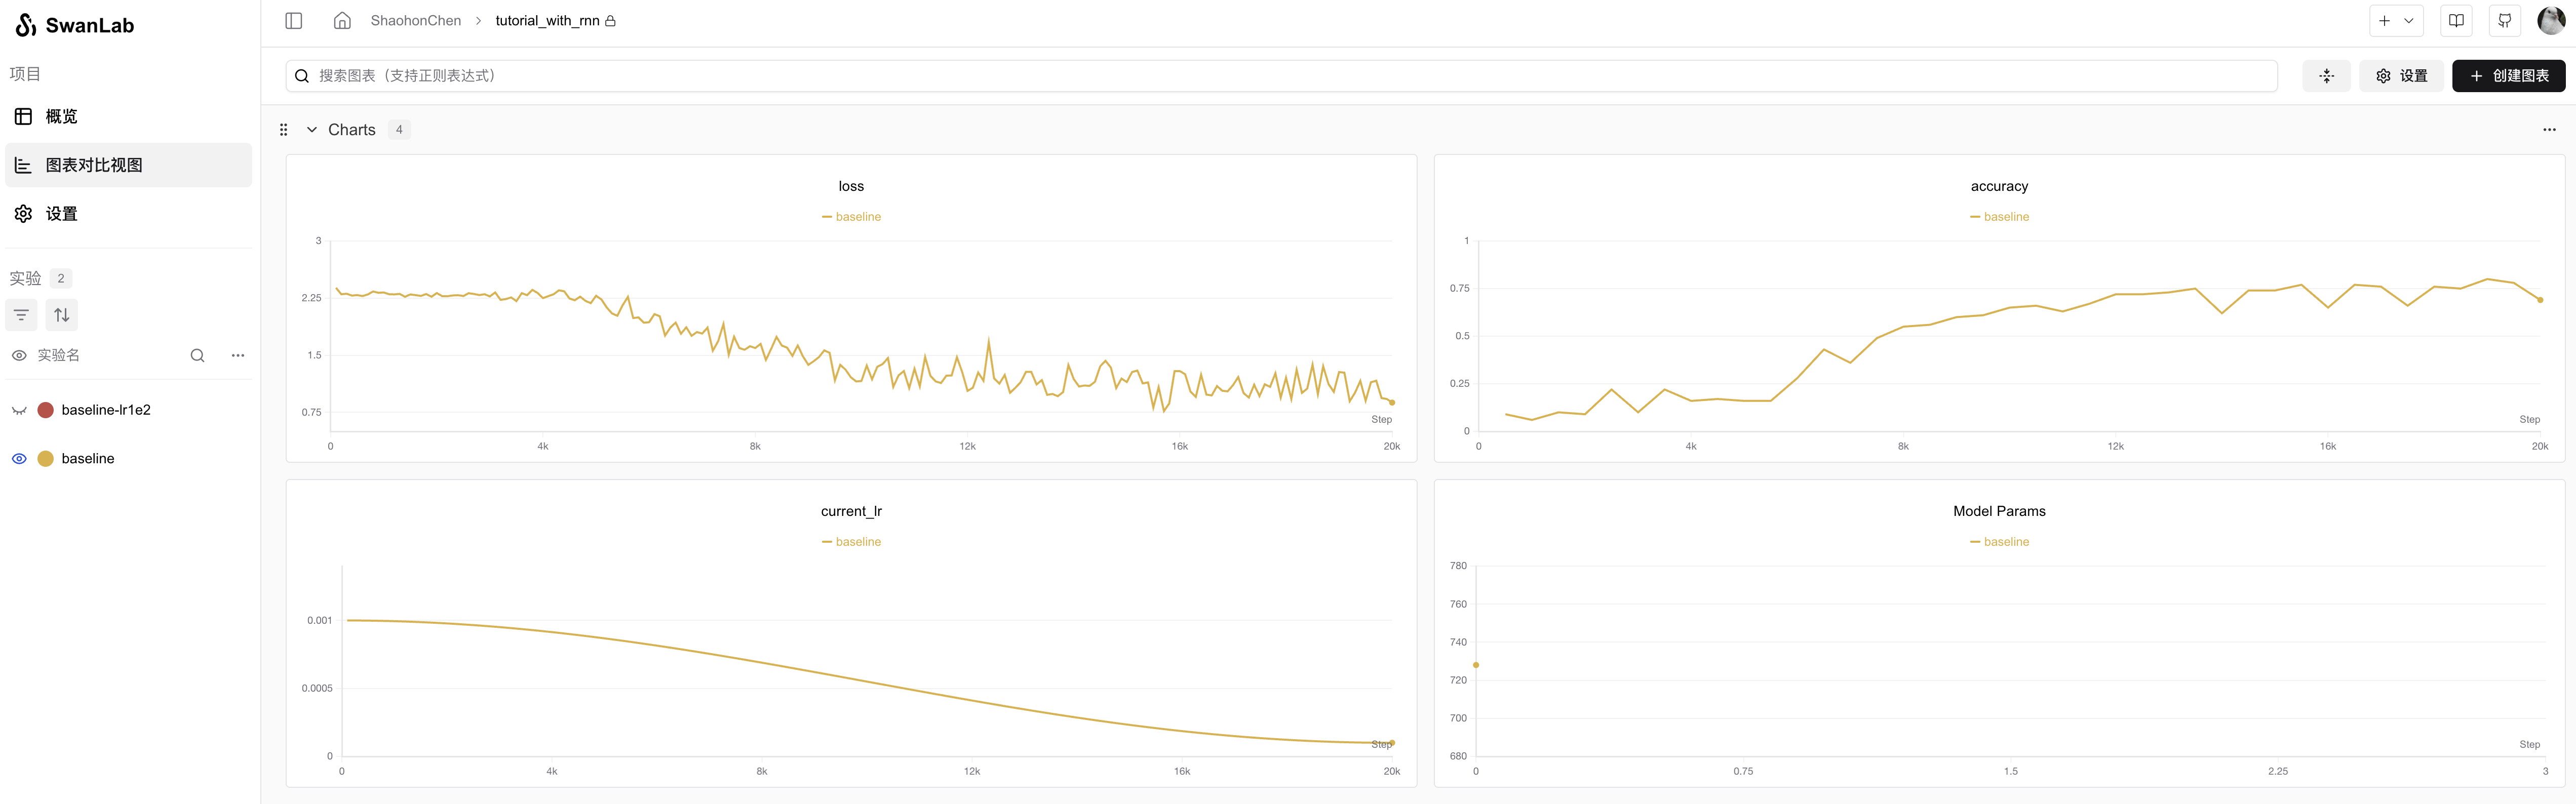 SwanLab
项目
概览
图表对比视图
设置
实验 2
实验名
baseline-lr1e2
baseline
ShaohonChen > tutorial_with_rnn
搜索图表（支持正则表达式）
设置
+ 创建图表
Charts 4
loss
baseline
3
2.25
1.5
0.75
Step
0 4k 8k 12k 16k 20k
accuracy
baseline
1
0.75
0.5
0.25
0
Step
0 4k 8k 12k 16k 20k
current_lr
baseline
0.001
0.0005
0
Step
0 4k 8k 12k 16k 20k
Model Params
baseline
780
760
740
720
700
680
Step
0 0.75 1.5 2.25 3